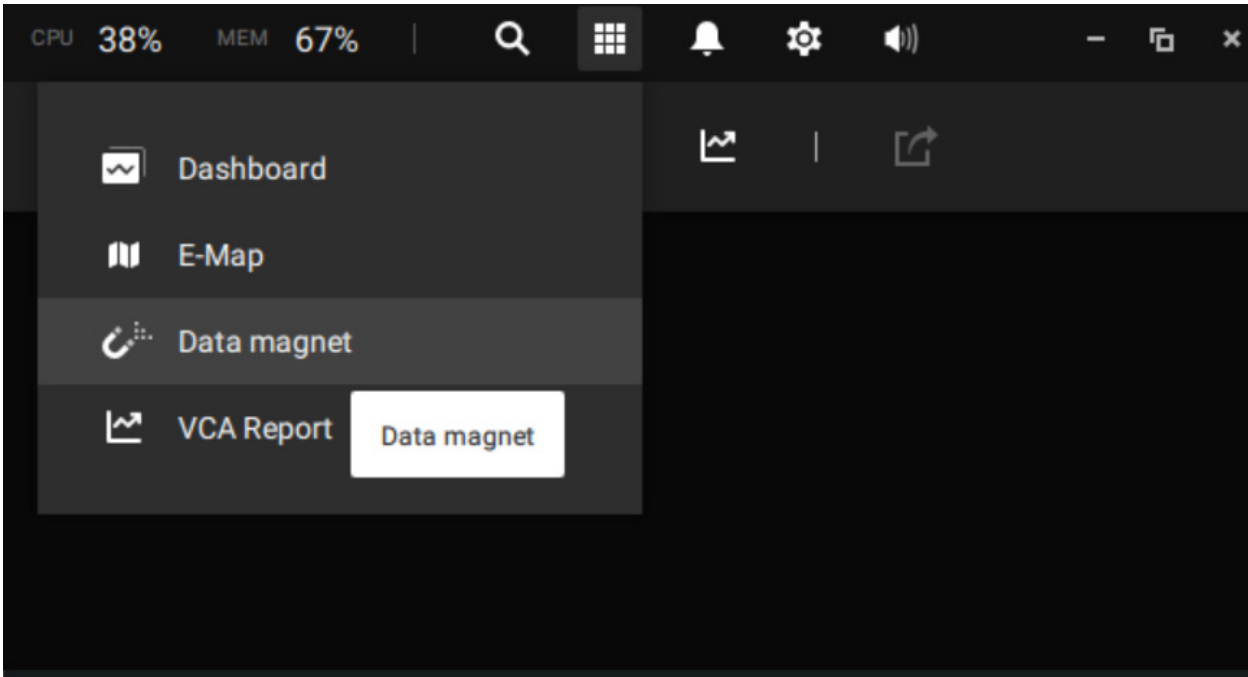 CPU 38% MEM 67%
Dashboard
E-Map
Data magnet
VCA Report
Data magnet